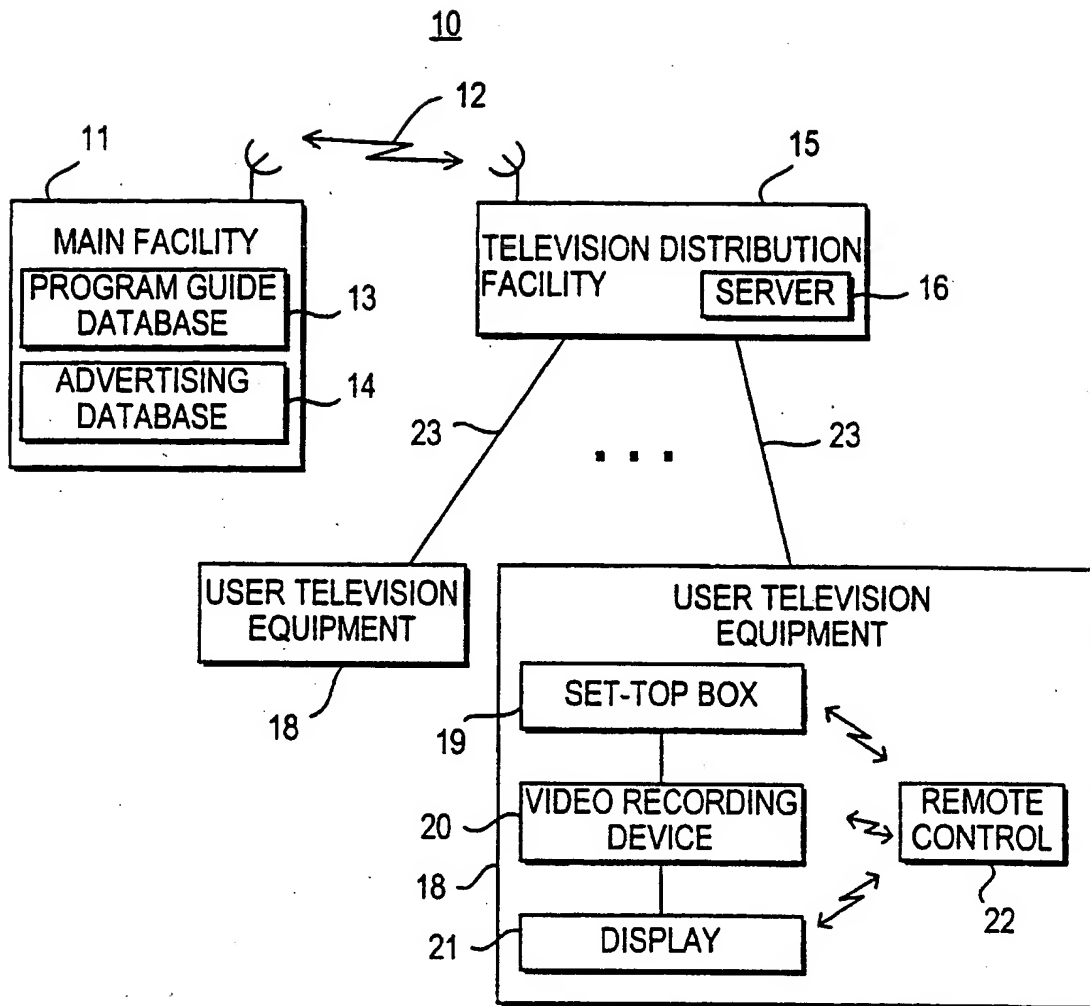 10
12
11
15
MAIN FACILITY
PROGRAM GUIDE
DATABASE
13
ADVERTISING
DATABASE
14
TELEVISION DISTRIBUTION
FACILITY
SERVER
16
23
23
USER TELEVISION
EQUIPMENT
18
USER TELEVISION
EQUIPMENT
SET-TOP BOX
19
VIDEO RECORDING
DEVICE
20
18
REMOTE
CONTROL
22
DISPLAY
21